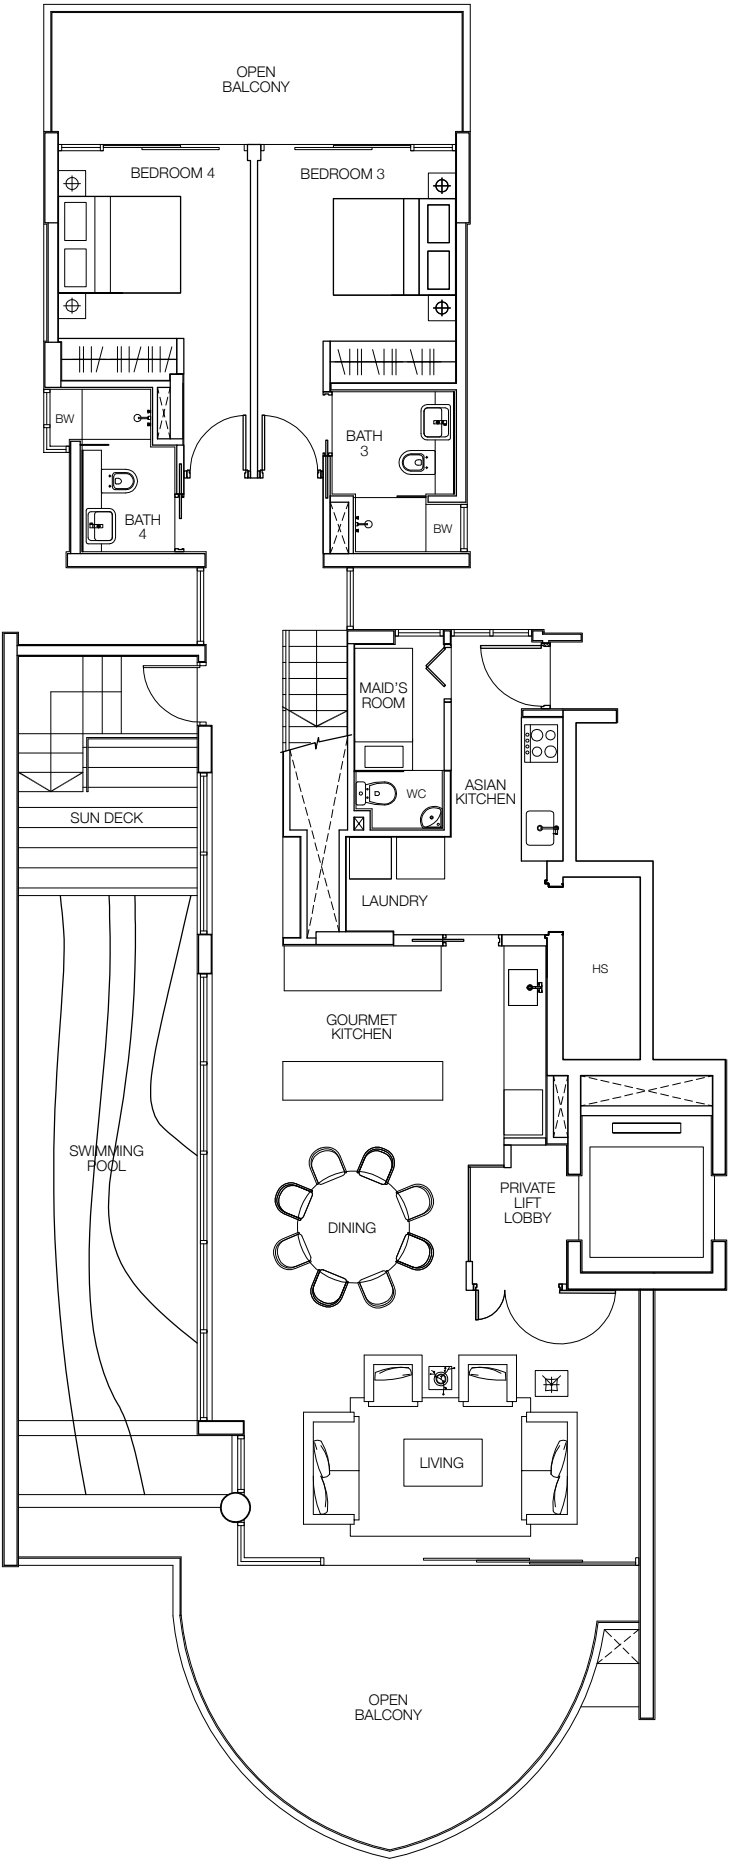 OPEN
BALCONY
BEDROOM 4
BEDROOM 3
BW
BATH
3
BATH
4
BW
MAID'S
ROOM
WC
ASIAN
KITCHEN
SUN DECK
LAUNDRY
HS
GOURMET
KITCHEN
SWIMMING
POOL
PRIVATE
LIFT
LOBBY
DINING
LIVING
OPEN
BALCONY